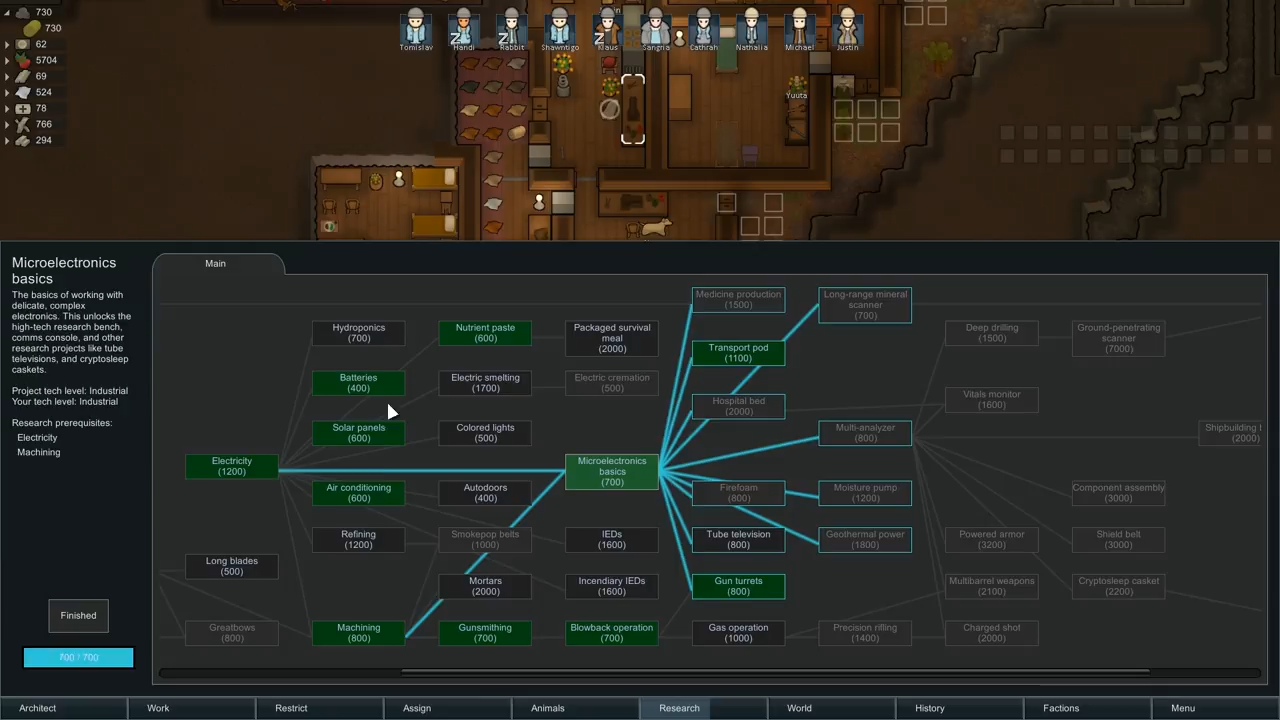 730
730
62
5704
69
524
78
766
294
Tomislav
Handi
Rabbit
Shawntigo
Klaus
Sangria
Cathrah
Nathalia
Michael
Justin
Z
Z
Z
Yuuta
Microelectronics
basics
The basics of working with
delicate, complex
electronics. This unlocks the
high-tech research bench,
comms console, and other
research projects like tube
televisions, and cryptosleep
caskets.
Project tech level: Industrial
Your tech level: Industrial
Research prerequisites:
Electricity
Machining
Finished
700 / 700
Main
Electricity
(1200)
Long blades
(500)
Greatbows
(800)
Hydroponics
(700)
Batteries
(400)
Solar panels
(600)
Air conditioning
(600)
Refining
(1200)
Machining
(800)
Nutrient paste
(600)
Electric smelting
(1700)
Colored lights
(500)
Autodoors
(400)
Smokepop belts
(1000)
Mortars
(2000)
Gunsmithing
(700)
Packaged survival
meal
(2000)
Electric cremation
(500)
Microelectronics
basics
(700)
IEDs
(1600)
Incendiary IEDs
(1600)
Blowback operation
(700)
Medicine production
(1500)
Transport pod
(1100)
Hospital bed
(2000)
Firefoam
(800)
Tube television
(800)
Gun turrets
(800)
Gas operation
(1000)
Long-range mineral
scanner
(700)
Multi-analyzer
(800)
Moisture pump
(1200)
Geothermal power
(1800)
Precision rifling
(1400)
Deep drilling
(1500)
Vitals monitor
(1600)
Powered armor
(3200)
Multibarrel weapons
(2100)
Charged shot
(2000)
Ground-penetrating
scanner
(7000)
Component assembly
(3000)
Shield belt
(3000)
Cryptosleep casket
(2200)
Shipbuilding
(2000)
Architect
Work
Restrict
Assign
Animals
Research
World
History
Factions
Menu